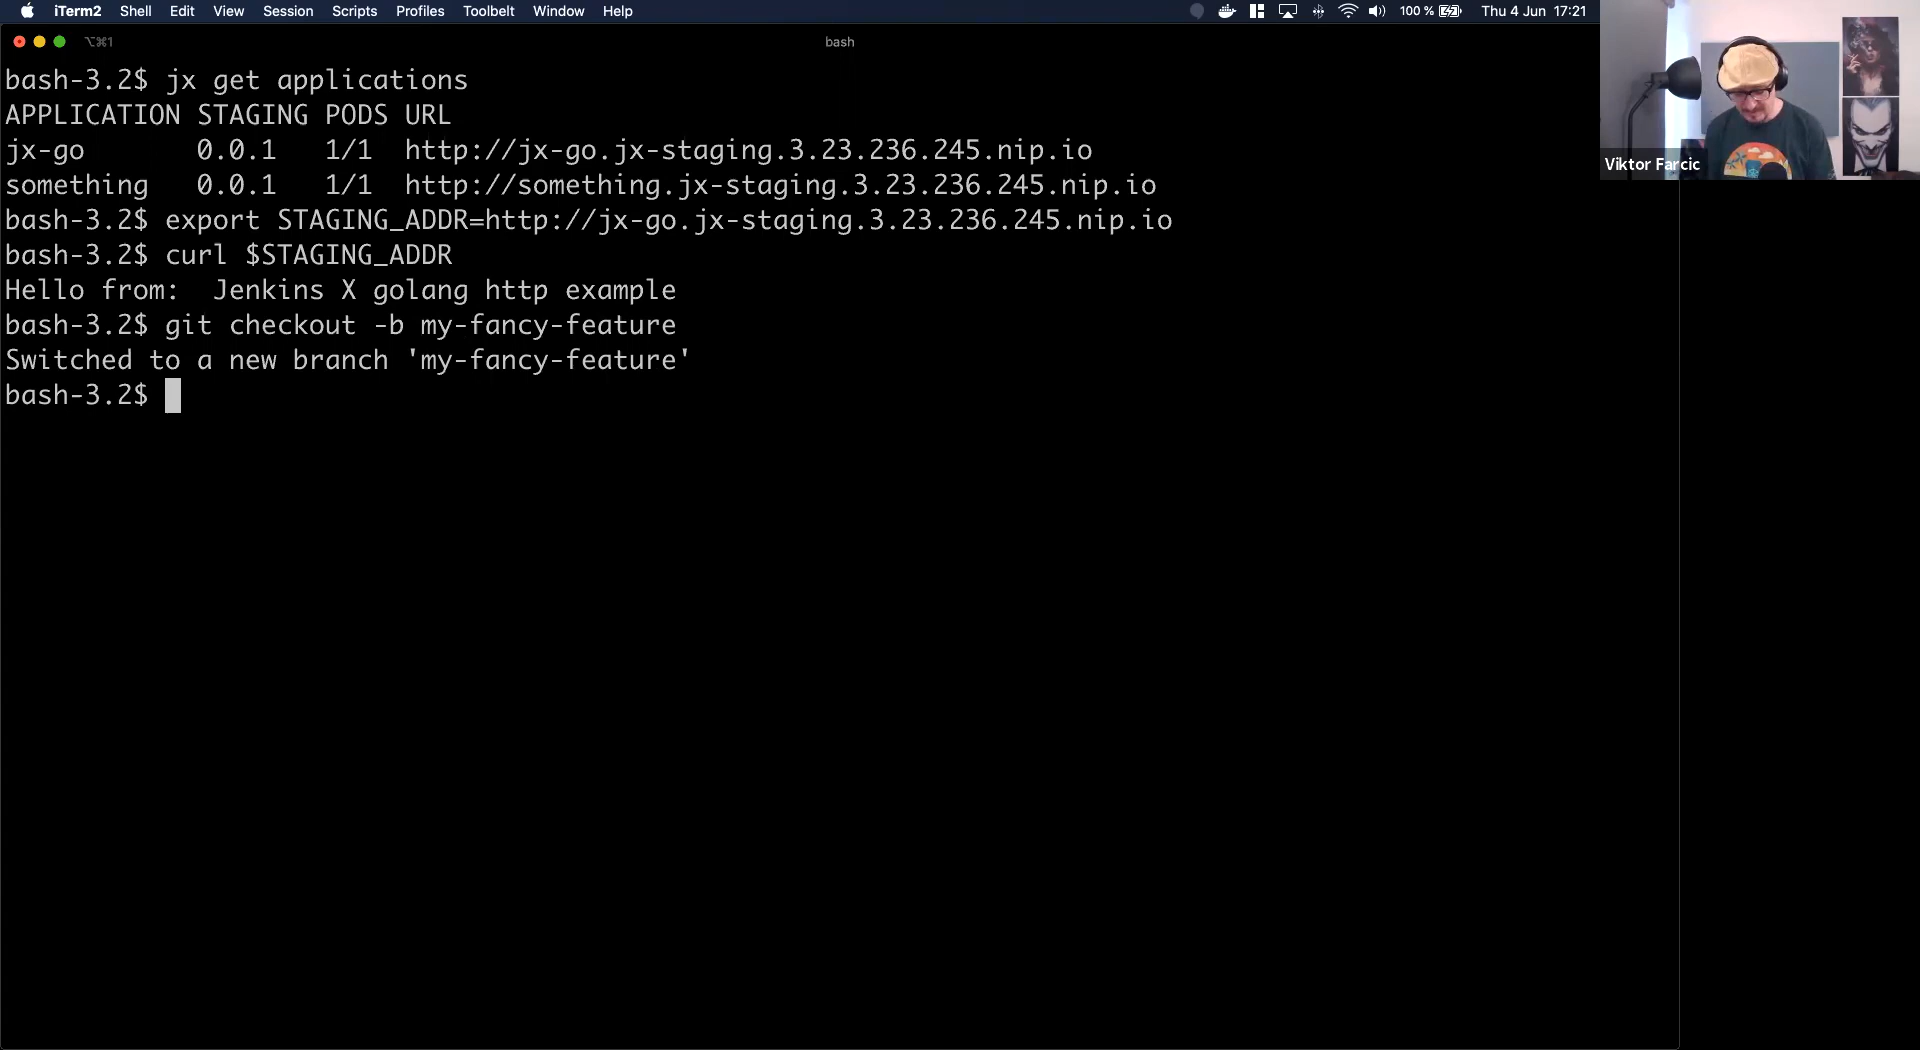 iTerm2 Shell Edit View Session Scripts Profiles Toolbelt Window Help 100 % Thu 4 Jun 17:21
⌥⌘1 bash
bash-3.2$ jx get applications
APPLICATION STAGING PODS URL
jx-go 0.0.1 1/1 http://jx-go.jx-staging.3.23.236.245.nip.io
something 0.0.1 1/1 http://something.jx-staging.3.23.236.245.nip.io
bash-3.2$ export STAGING_ADDR=http://jx-go.jx-staging.3.23.236.245.nip.io
bash-3.2$ curl $STAGING_ADDR
Hello from:  Jenkins X golang http example
bash-3.2$ git checkout -b my-fancy-feature
Switched to a new branch 'my-fancy-feature'
bash-3.2$
Viktor Farcic